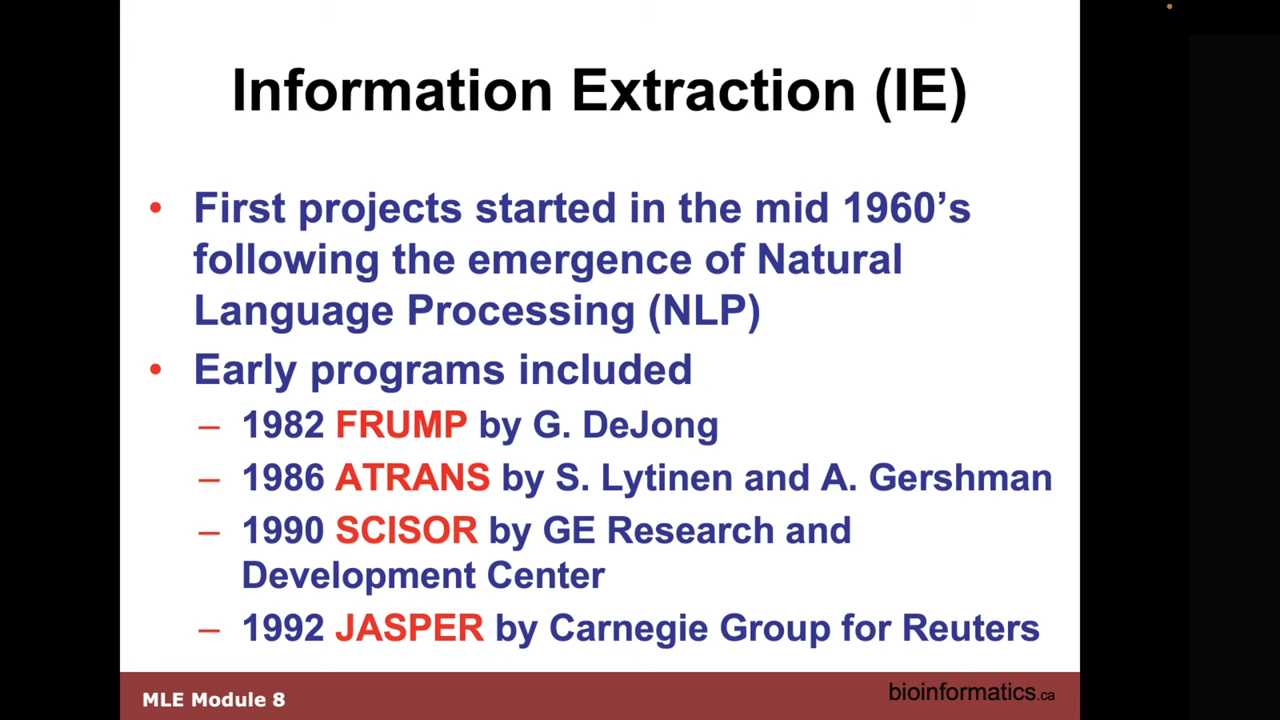 Information Extraction (IE)
• First projects started in the mid 1960’s
following the emergence of Natural
Language Processing (NLP)
• Early programs included
– 1982 FRUMP by G. DeJong
– 1986 ATRANS by S. Lytinen and A. Gershman
– 1990 SCISOR by GE Research and
Development Center
– 1992 JASPER by Carnegie Group for Reuters
MLE Module 8
bioinformatics.ca